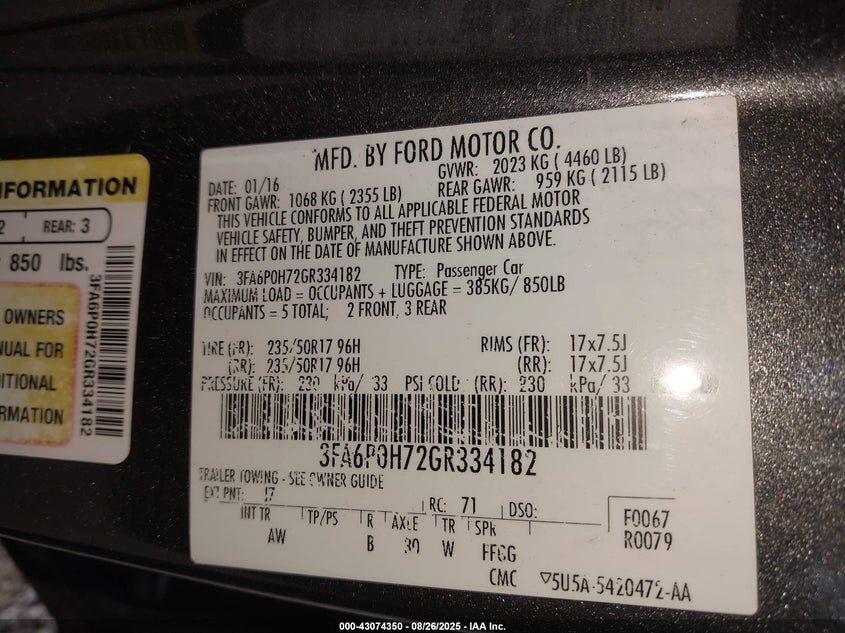 MFD. BY FORD MOTOR CO.
DATE: 01/16
GVWR: 2023 KG ( 4460 LB)
FRONT GAWR: 1068 KG ( 2355 LB)
REAR GAWR: 959 KG ( 2115 LB)
THIS VEHICLE CONFORMS TO ALL APPLICABLE FEDERAL MOTOR
VEHICLE SAFETY, BUMPER, AND THEFT PREVENTION STANDARDS
IN EFFECT ON THE DATE OF MANUFACTURE SHOWN ABOVE.
VIN: 3FA6P0H72GR334182 TYPE: Passenger Car
MAXIMUM LOAD = OCCUPANTS + LUGGAGE = 385KG/ 850LB
OCCUPANTS = 5 TOTAL; 2 FRONT, 3 REAR
TIRE (FR): 235/50R17 96H RIMS (FR): 17x7.5J
(RR): 235/50R17 96H (RR): 17x7.5J
PRESSURE (FR): 230 kPa/ 33 PSI COLD (RR): 230 kPa/ 33
3FA6P0H72GR334182
TRAILER TOWING - SEE OWNER GUIDE
EXT PNT: RC: 71 DSO:
INT TR TP/PS R AXLE TR SPR
AW B W
F0067
R0079
CMC ▽5U5A-5420472-AA
INFORMATION
2 REAR: 3
850 lbs.
OWNERS
FOR
INFORMATION
3FA6P0H72GR334182
000-43074350 - 08/26/2025 - IAA Inc.